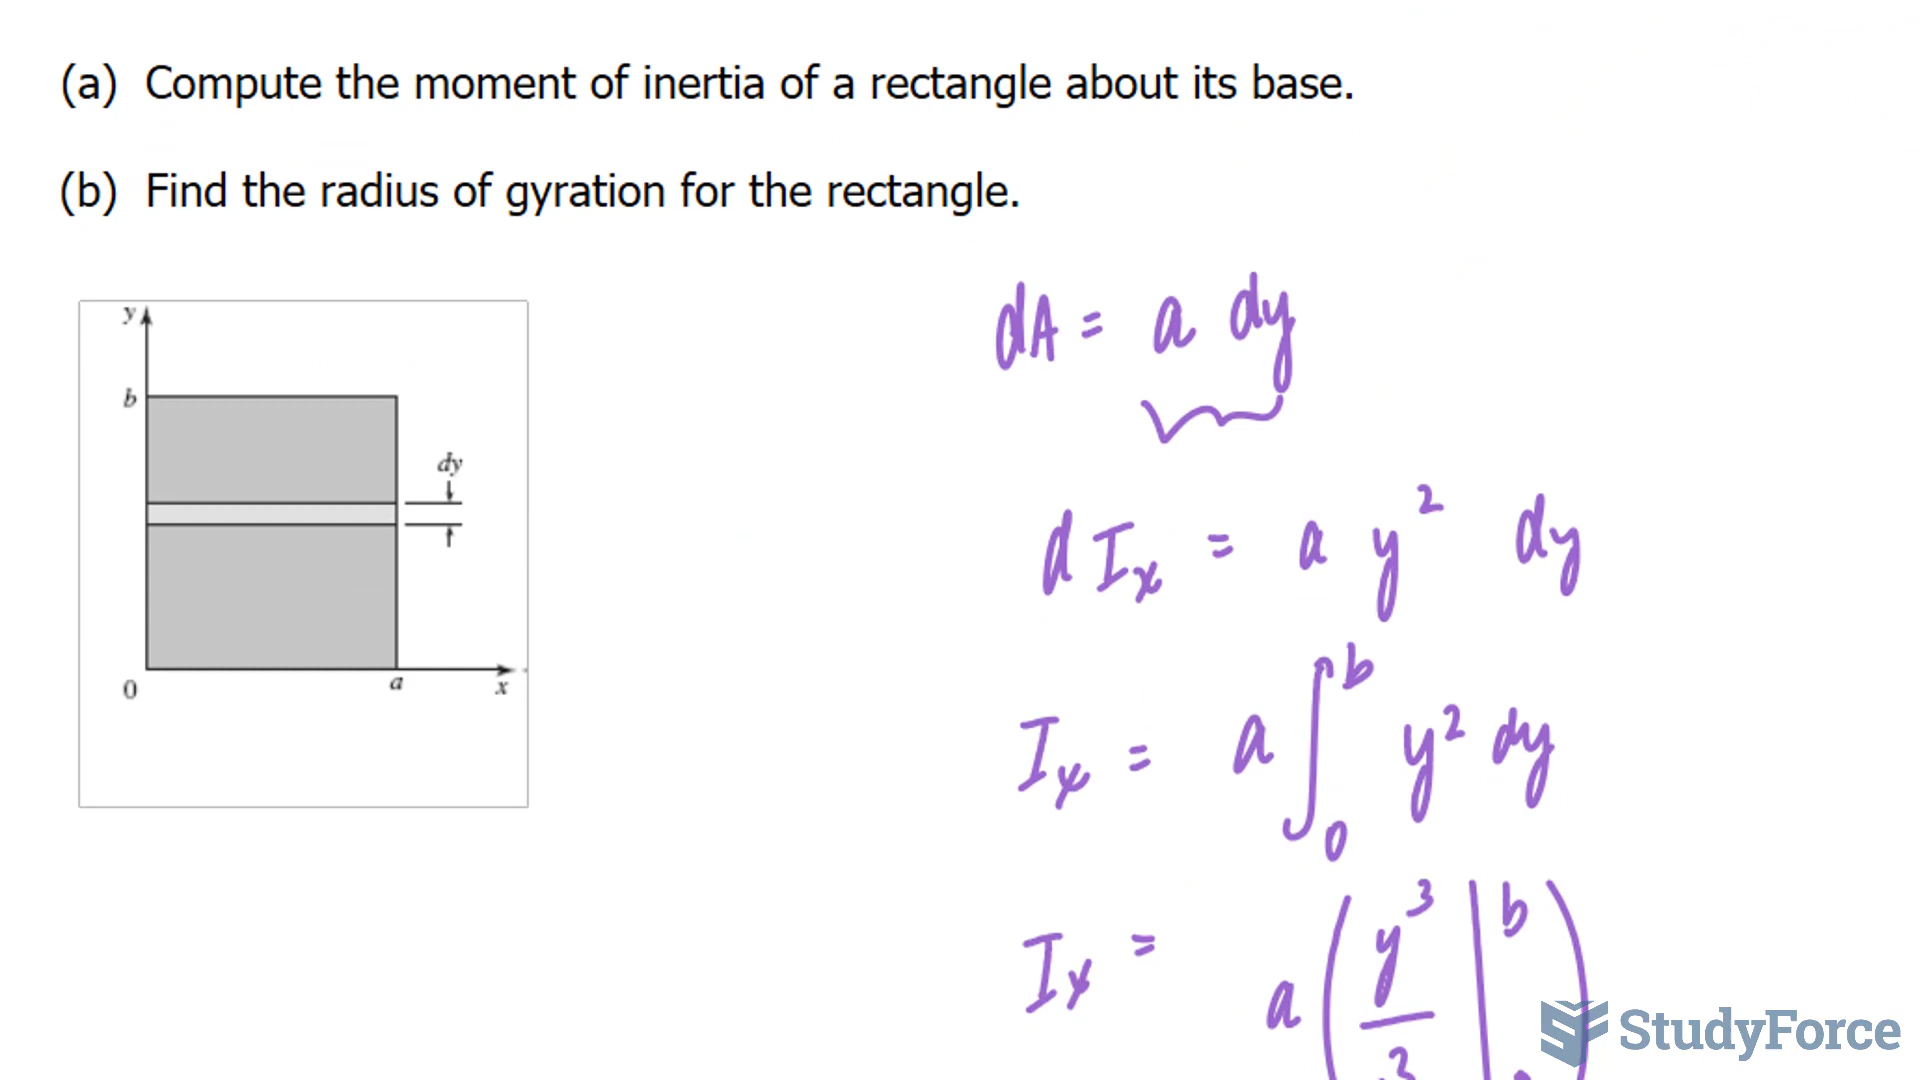 (a) Compute the moment of inertia of a rectangle about its base.
(b) Find the radius of gyration for the rectangle.
y
b
dy
0
a
x
dA = a dy
d Iₓ = a y² dy
Iₓ = a ∫₀ᵇ y² dy
Iₓ = a ( y³/3 | b )
StudyForce